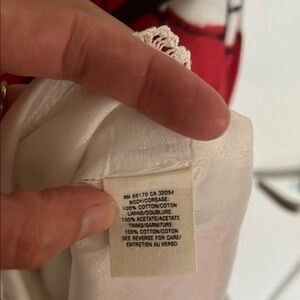 RN 56170 CA 32054
BODY/CORSAGE:
100% COTTON/COTON
LINING/DOUBLURE:
100% ACETATE/ACETATE
TRIMS/GARNITURE:
100% COTTON/COTON
SEE REVERSE FOR CARE/
ENTRETIEN AU VERSO